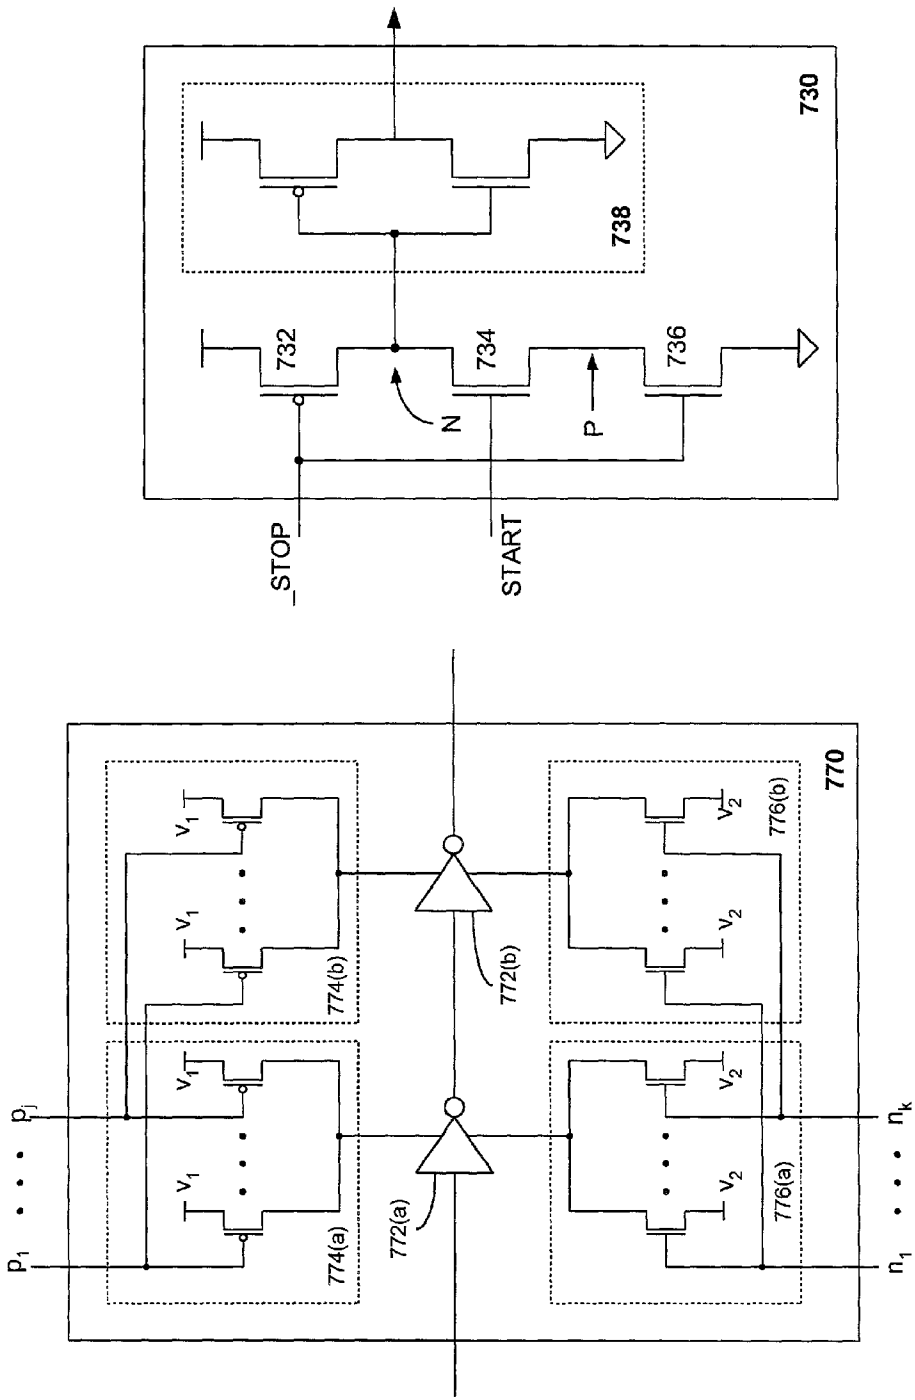 730
738
732
734
736
N
P
_STOP
START
770
V1
V1
774(b)
V1
V1
774(a)
772(b)
772(a)
V2
V2
776(b)
V2
V2
776(a)
pj
• • •
p1
nk
• • •
n1